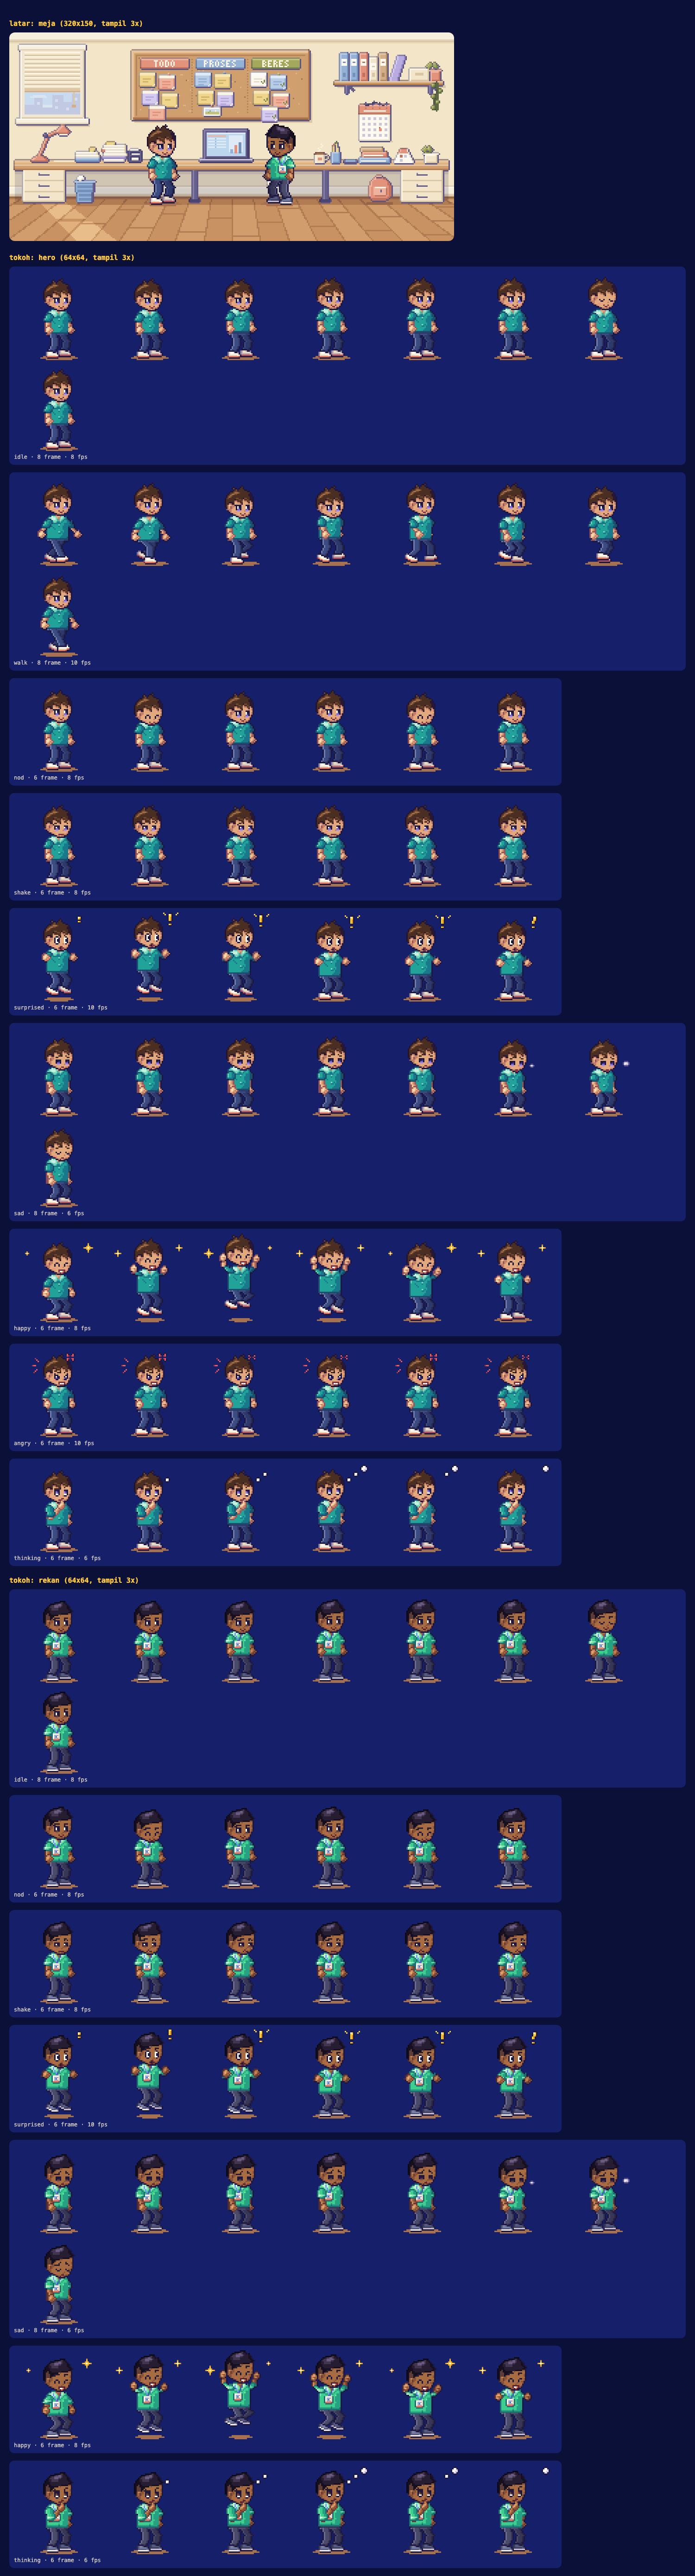 latar: meja (320x150, tampil 3x)
TODO PROSES BERES
tokoh: hero (64x64, tampil 3x)
idle · 8 frame · 8 fps
walk · 8 frame · 10 fps
nod · 6 frame · 8 fps
shake · 6 frame · 8 fps
surprised · 6 frame · 10 fps
sad · 8 frame · 6 fps
happy · 6 frame · 8 fps
angry · 6 frame · 10 fps
thinking · 6 frame · 6 fps
tokoh: rekan (64x64, tampil 3x)
idle · 8 frame · 8 fps
nod · 6 frame · 8 fps
shake · 6 frame · 8 fps
surprised · 6 frame · 10 fps
sad · 8 frame · 6 fps
happy · 6 frame · 8 fps
thinking · 6 frame · 6 fps